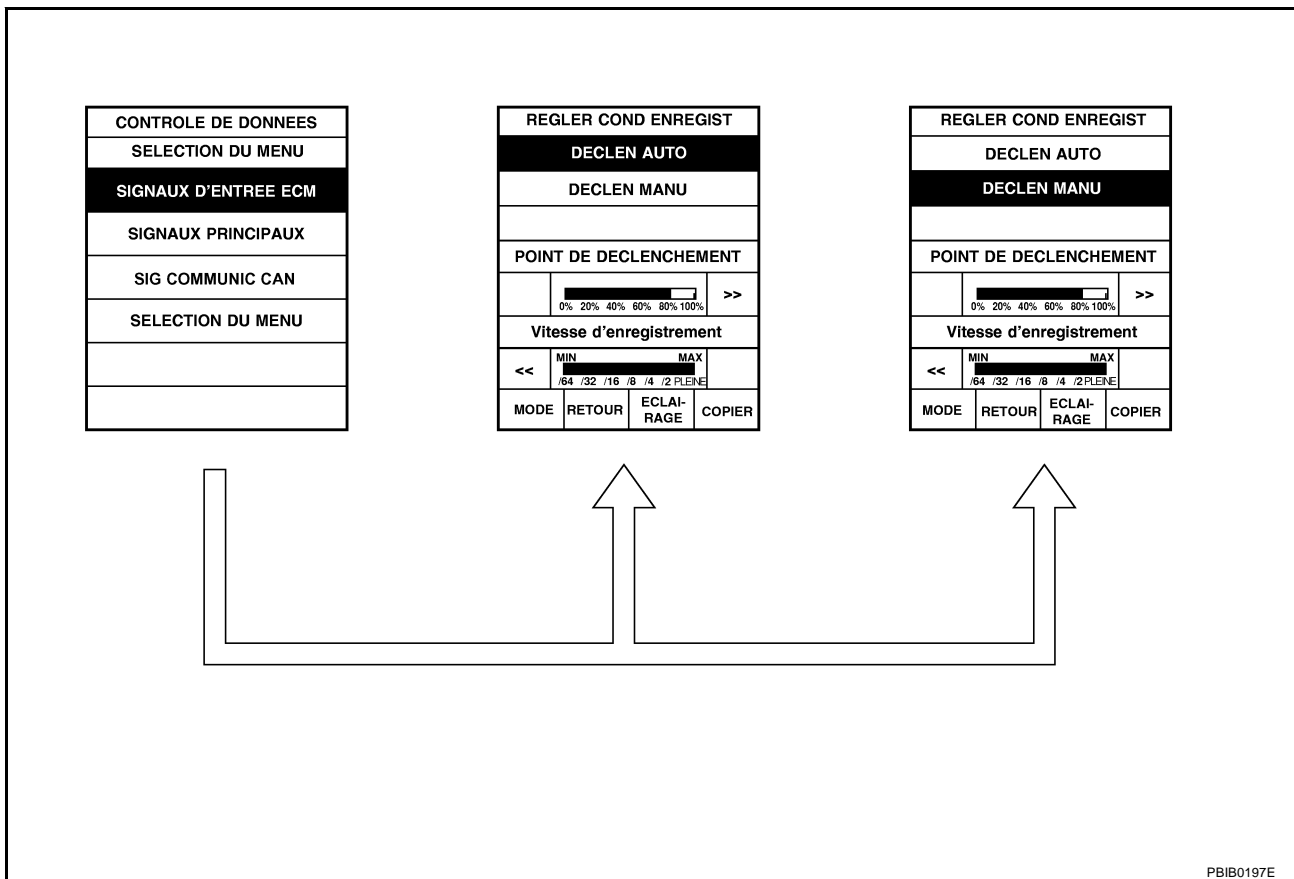 CONTROLE DE DONNEES
SELECTION DU MENU
SIGNAUX D'ENTREE ECM
SIGNAUX PRINCIPAUX
SIG COMMUNIC CAN
SELECTION DU MENU
REGLER COND ENREGIST
DECLEN AUTO
DECLEN MANU
POINT DE DECLENCHEMENT
>>
0% 20% 40% 60% 80% 100%
Vitesse d'enregistrement
MIN MAX
<<
/64 /32 /16 /8 /4 /2 PLEINE
MODE RETOUR ECLAI-
RAGE COPIER
REGLER COND ENREGIST
DECLEN AUTO
DECLEN MANU
POINT DE DECLENCHEMENT
>>
0% 20% 40% 60% 80% 100%
Vitesse d'enregistrement
MIN MAX
<<
/64 /32 /16 /8 /4 /2 PLEINE
MODE RETOUR ECLAI-
RAGE COPIER
PBIB0197E